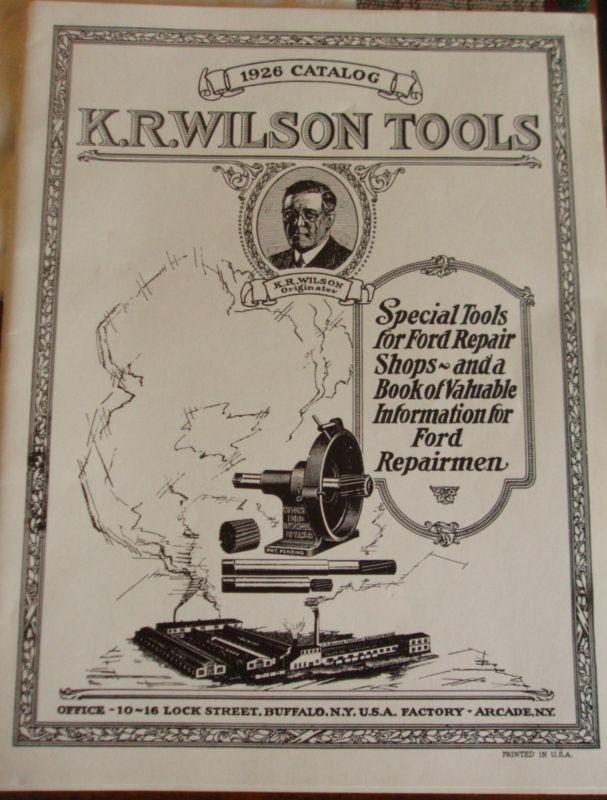 1926 CATALOG
K.R.WILSON TOOLS
K.R.WILSON
Originator
Special Tools
for Ford Repair
Shops ~ and a
Book of Valuable
Information for
Ford
Repairmen
FORD
PAT. PENDING
OFFICE - 10~16 LOCK STREET, BUFFALO, N.Y. U.S.A. FACTORY - ARCADE, N.Y.
PRINTED IN U.S.A.